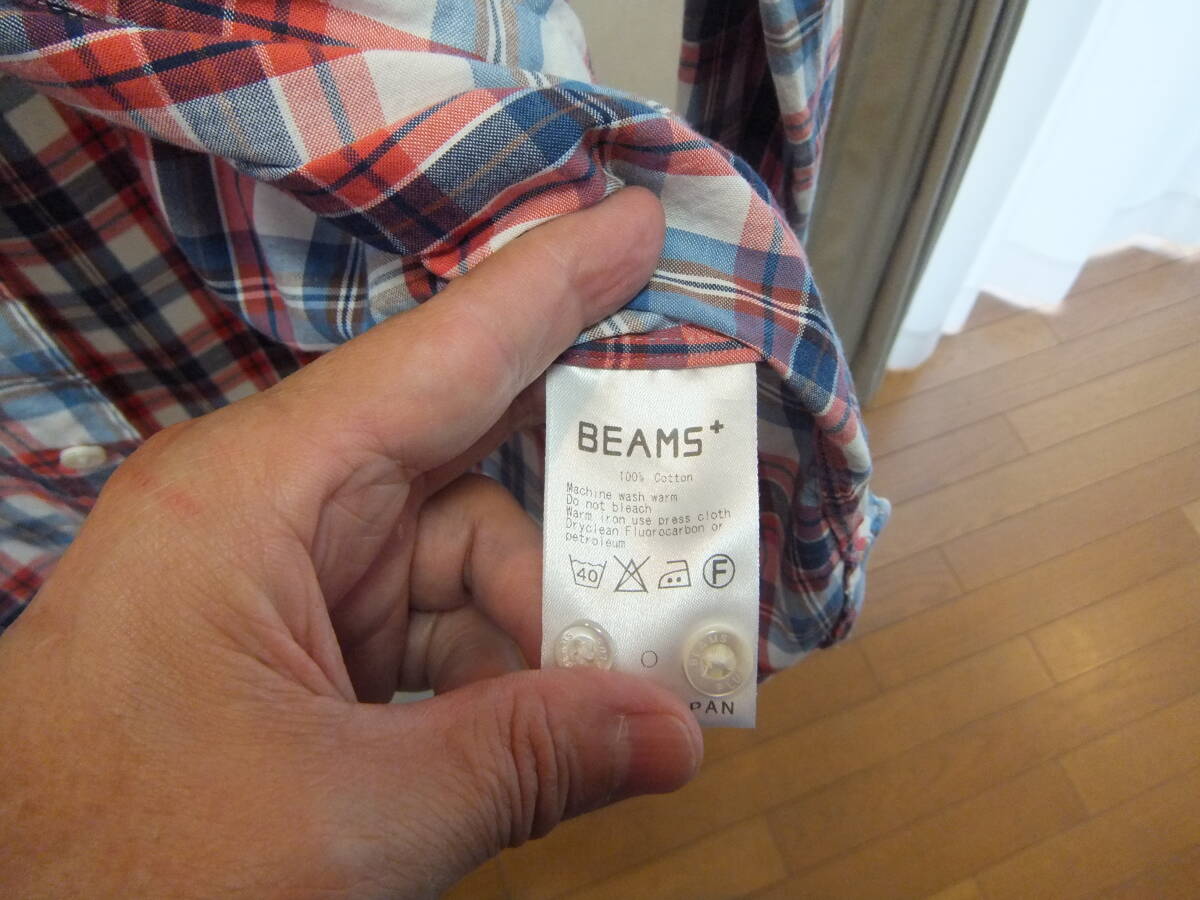 BEAMS+
100% Cotton
Machine wash warm
Do not bleach
Warm iron use press cloth
Dryclean Fluorocarbon or
petroleum
40 F
BEAMS
PAN